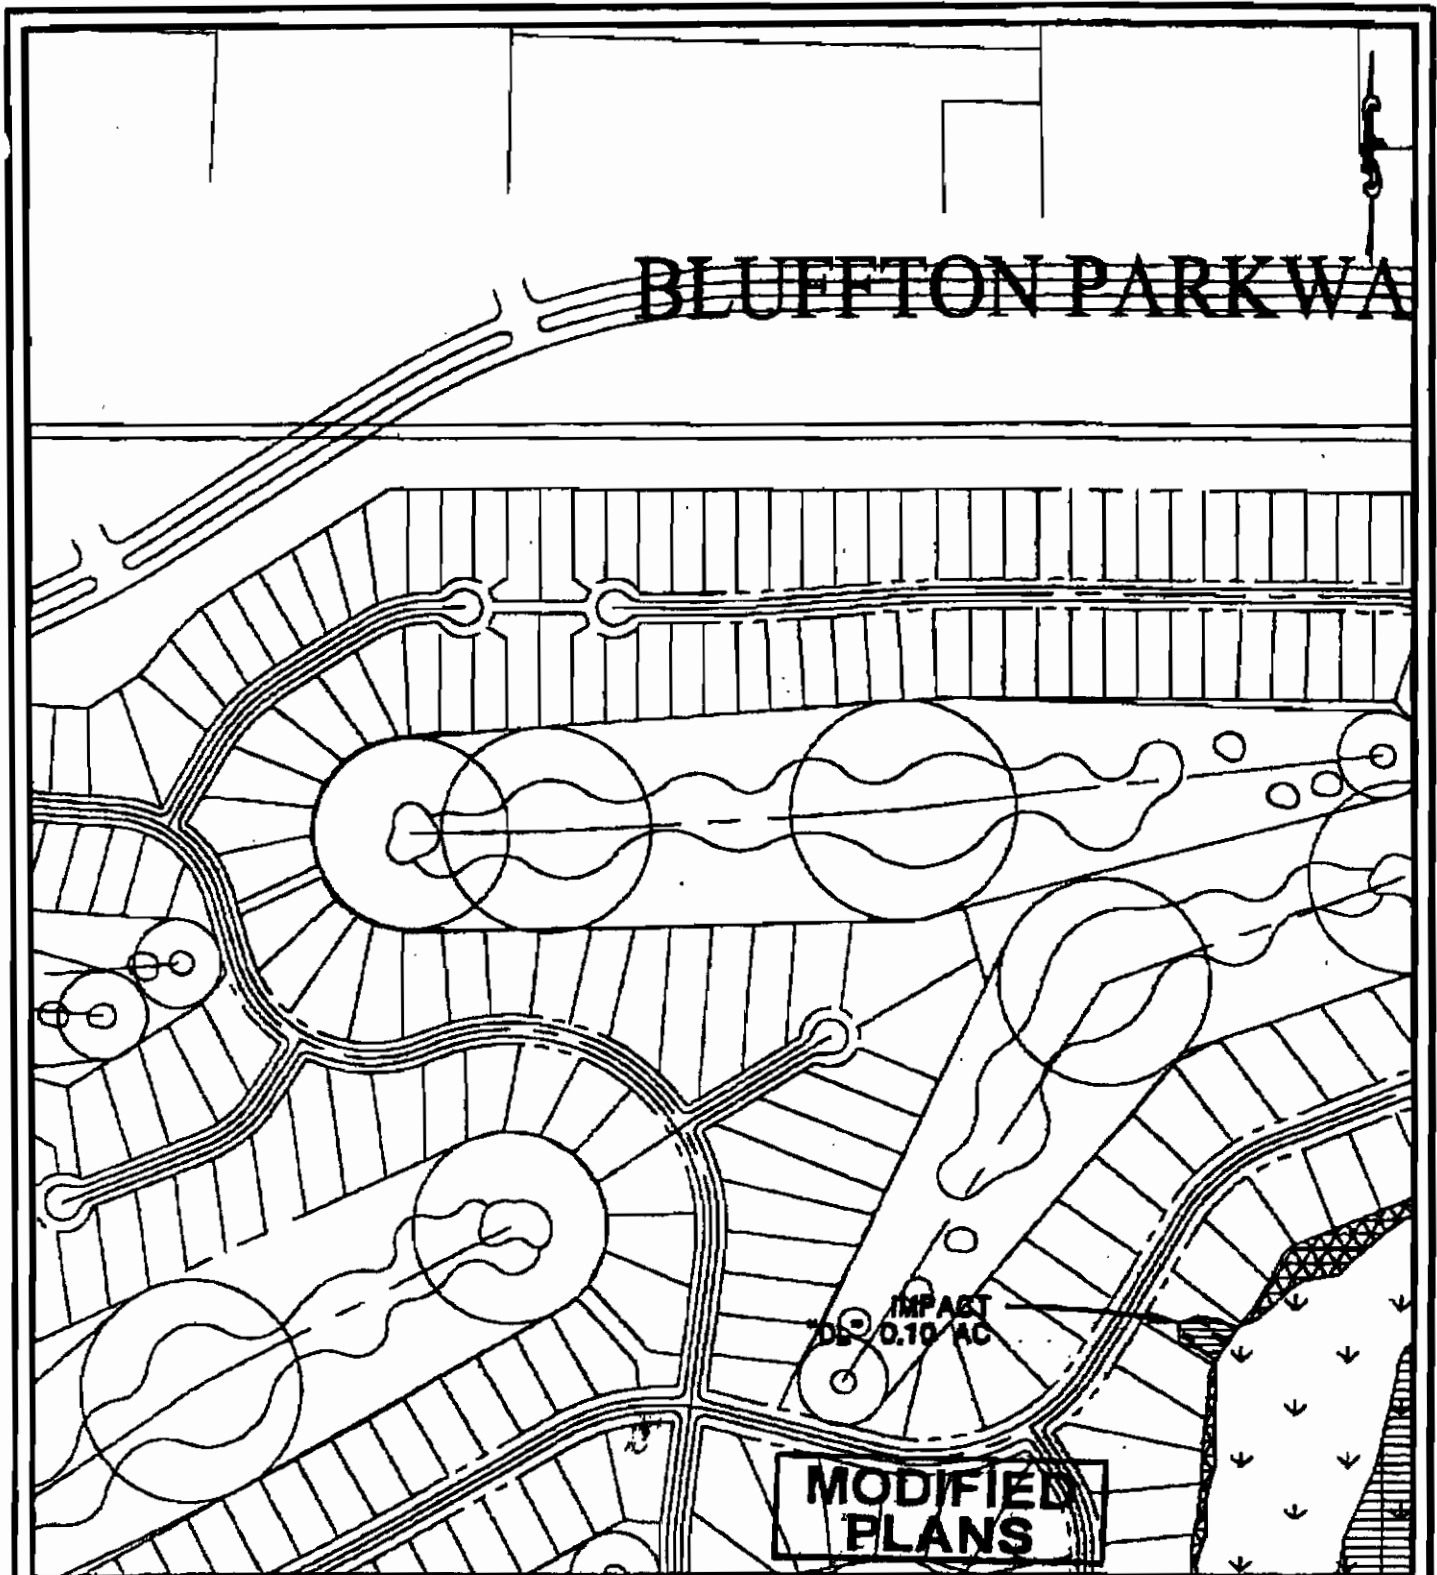 BLUFFTON PARKWA
IMPACT
0.10 AC
MODIFIED
PLANS